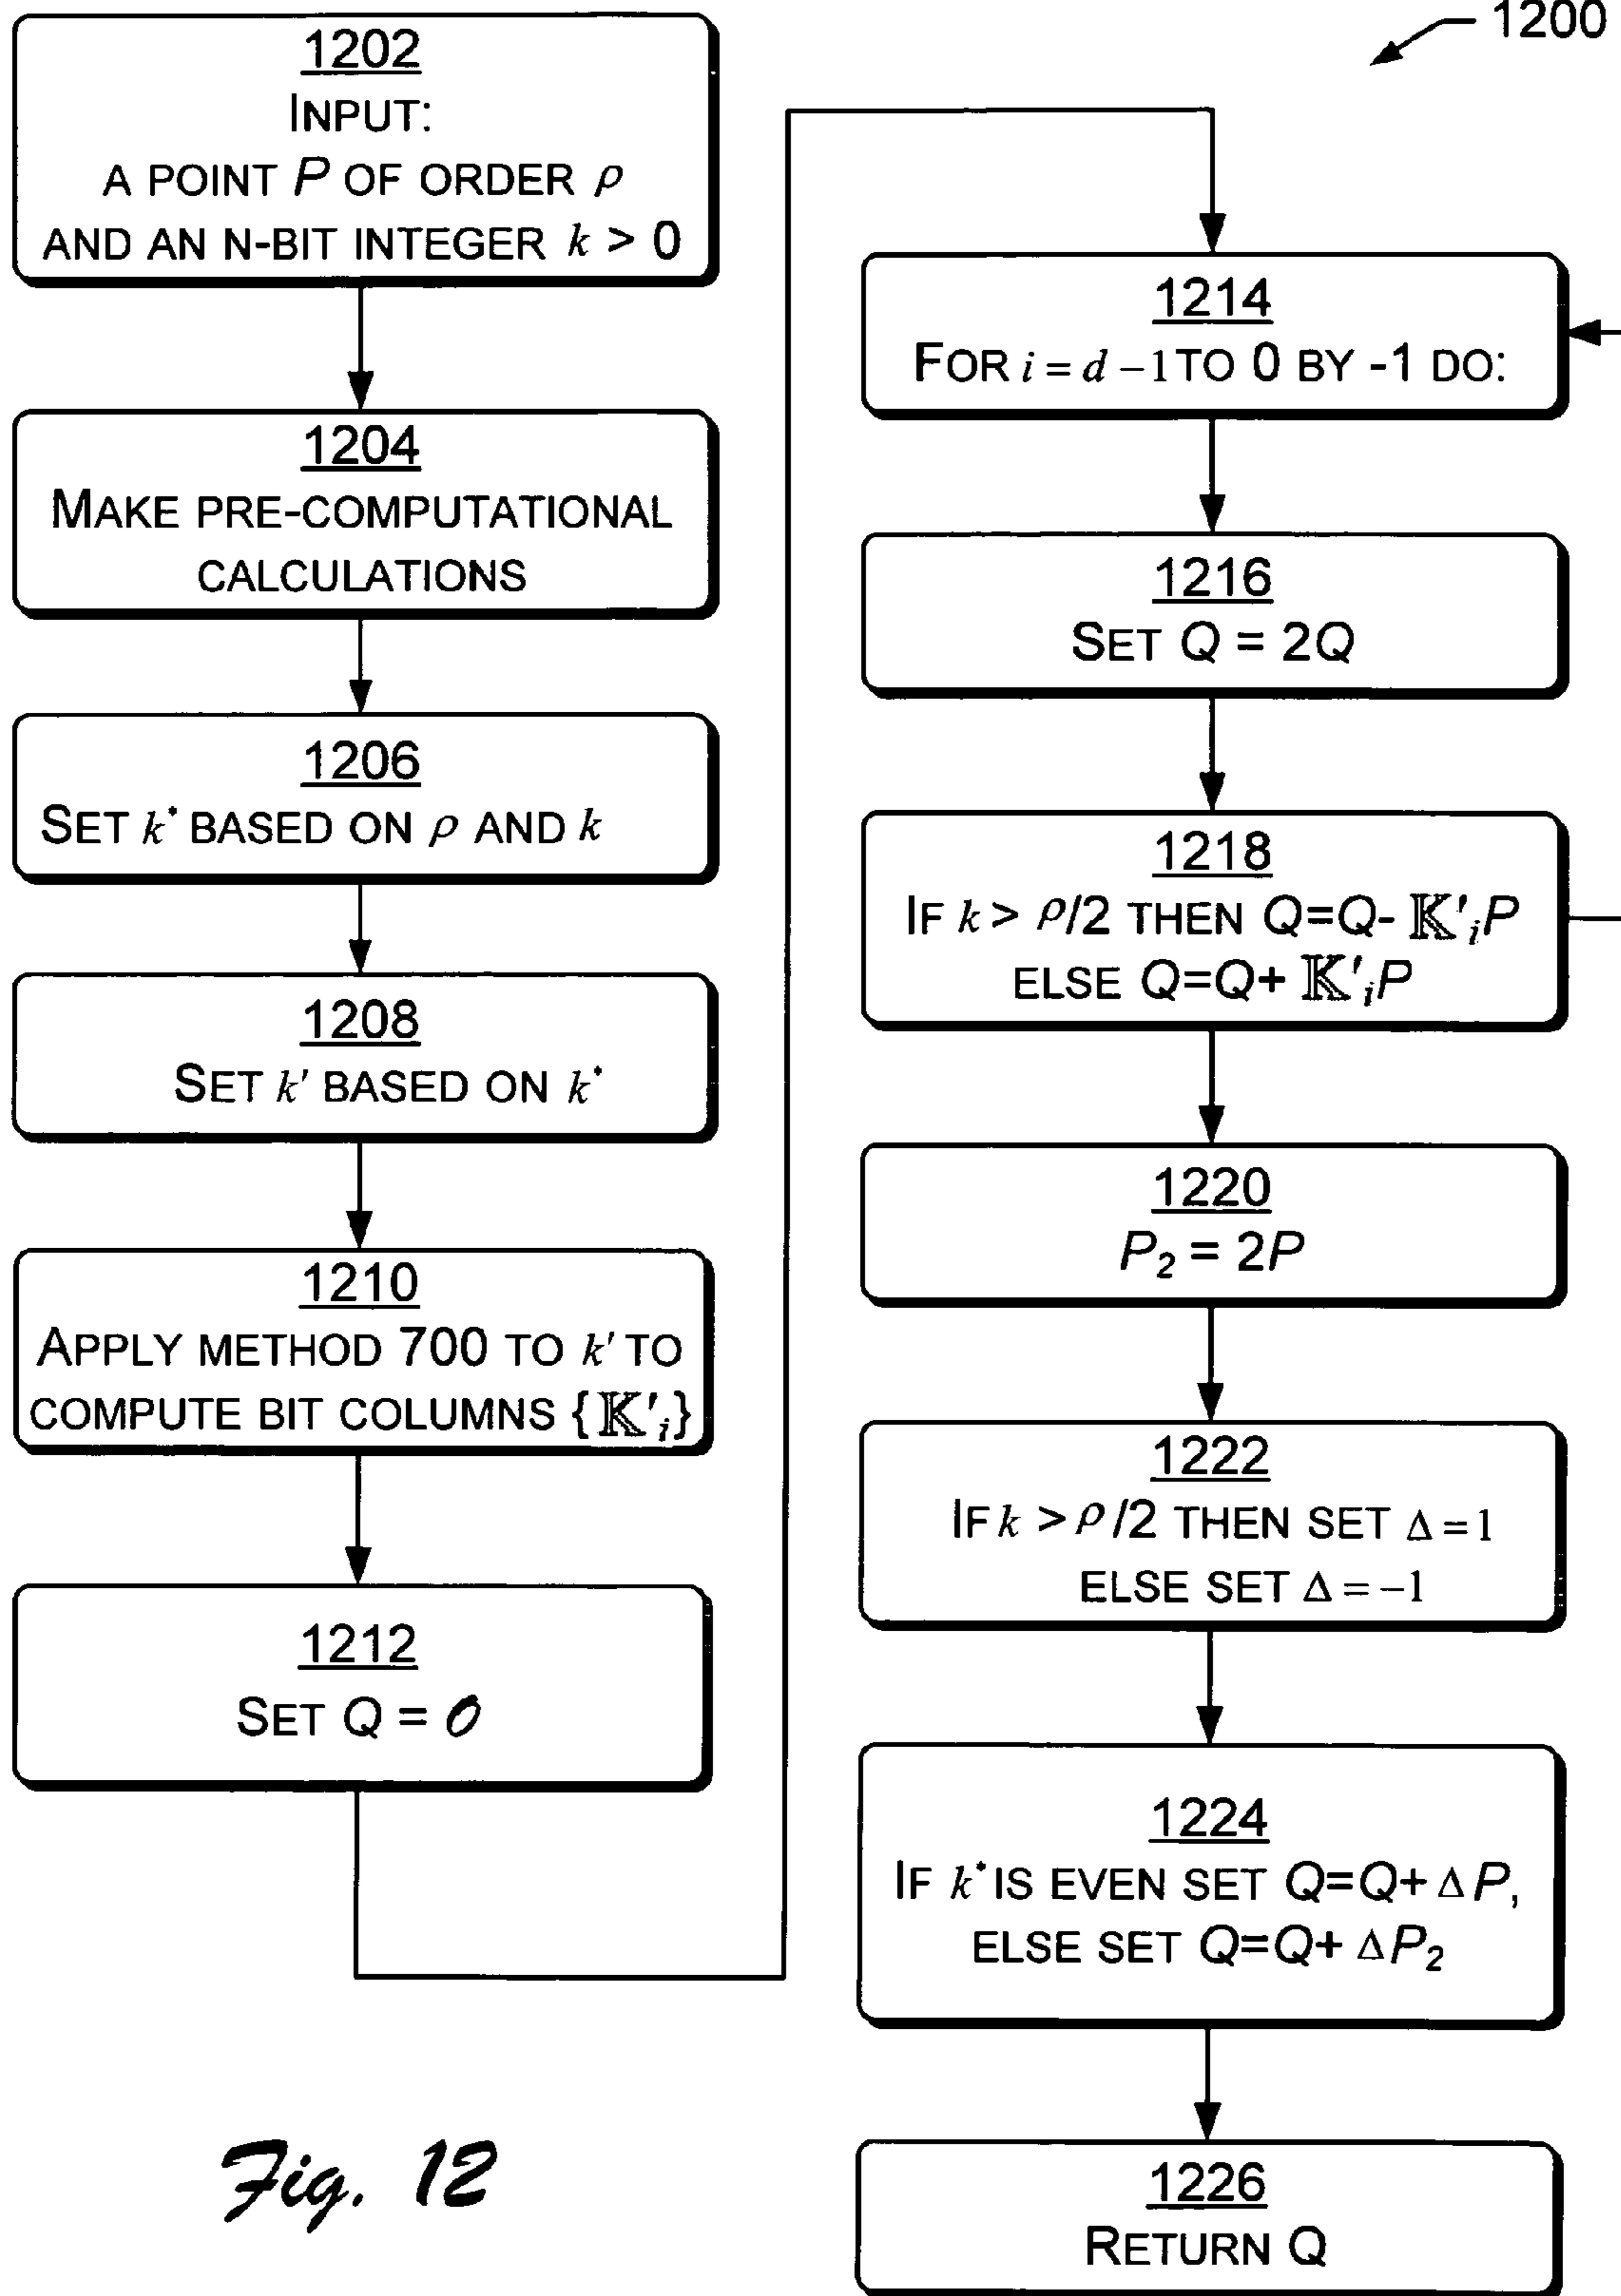 1200
1202
INPUT:
A POINT P OF ORDER ρ
AND AN N-BIT INTEGER k > 0
1204
MAKE PRE-COMPUTATIONAL
CALCULATIONS
1206
SET k* BASED ON ρ AND k
1208
SET k′ BASED ON k*
1210
APPLY METHOD 700 TO k′ TO
COMPUTE BIT COLUMNS {𝕂′ᵢ}
1212
SET Q = 𝒪
1214
FOR i = d −1 TO 0 BY -1 DO:
1216
SET Q = 2Q
1218
IF k > ρ/2 THEN Q=Q- 𝕂′ᵢP
ELSE Q=Q+ 𝕂′ᵢP
1220
P₂ = 2P
1222
IF k > ρ/2 THEN SET Δ = 1
ELSE SET Δ = −1
1224
IF k* IS EVEN SET Q=Q+ ΔP,
ELSE SET Q=Q+ ΔP₂
1226
RETURN Q
Fig. 12